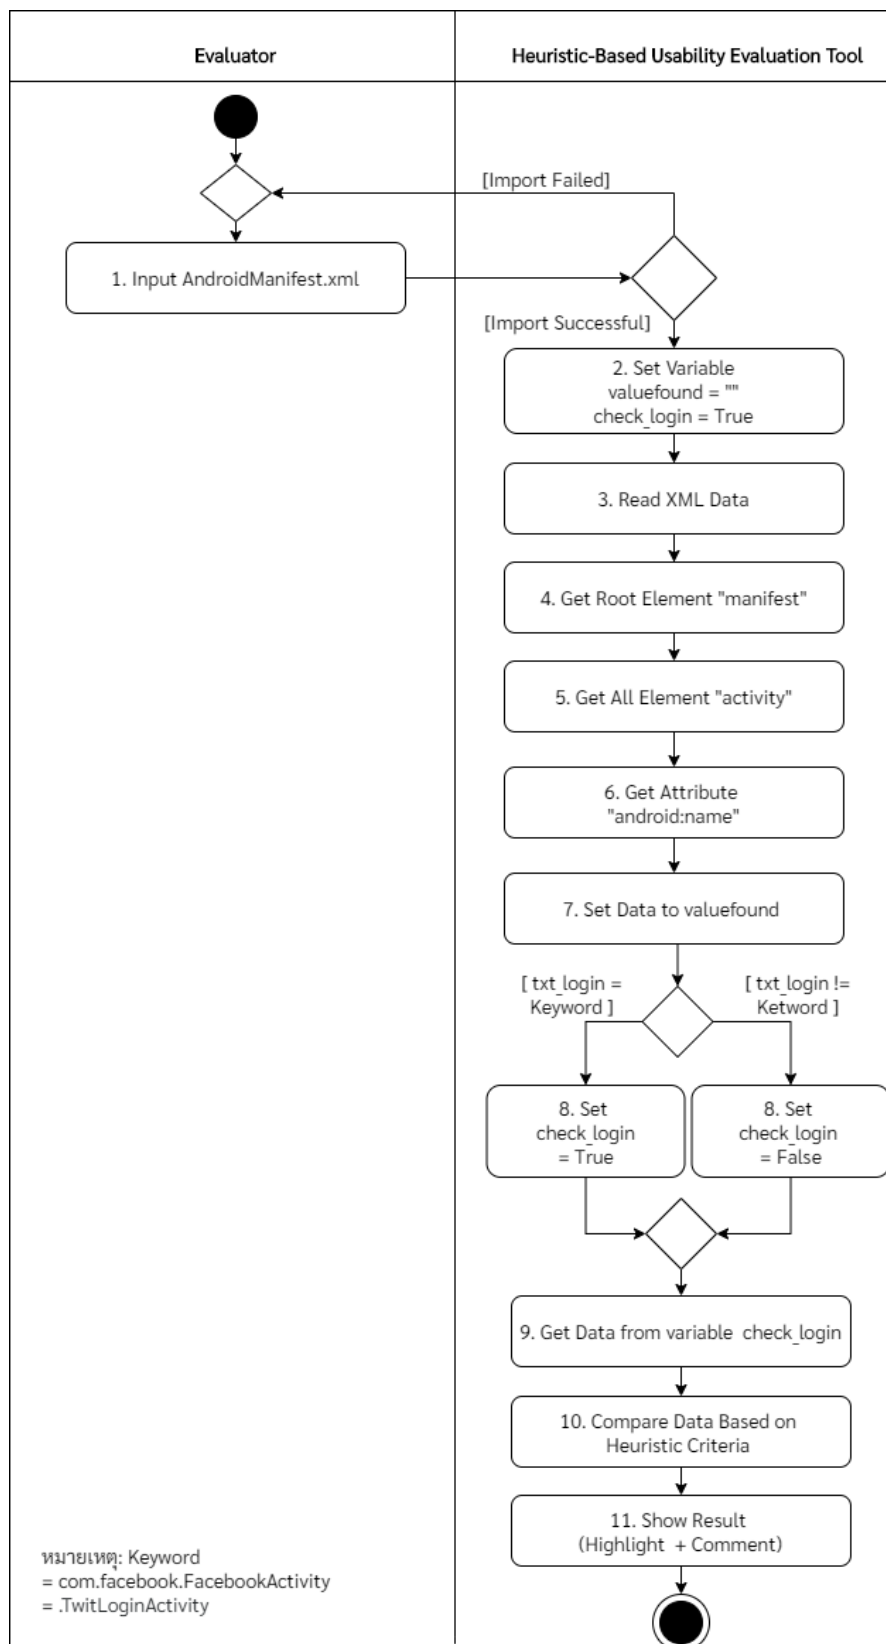 Evaluator
Heuristic-Based Usability Evaluation Tool
[Import Failed]
1. Input AndroidManifest.xml
[Import Successful]
2. Set Variable
valuefound = ""
check_login = True
3. Read XML Data
4. Get Root Element "manifest"
5. Get All Element "activity"
6. Get Attribute
"android:name"
7. Set Data to valuefound
[ txt_login =
Keyword ]
[ txt_login !=
Ketword ]
8. Set
check_login
= True
8. Set
check_login
= False
9. Get Data from variable check_login
10. Compare Data Based on
Heuristic Criteria
11. Show Result
(Highlight + Comment)
หมายเหตุ: Keyword
= com.facebook.FacebookActivity
= .TwitLoginActivity